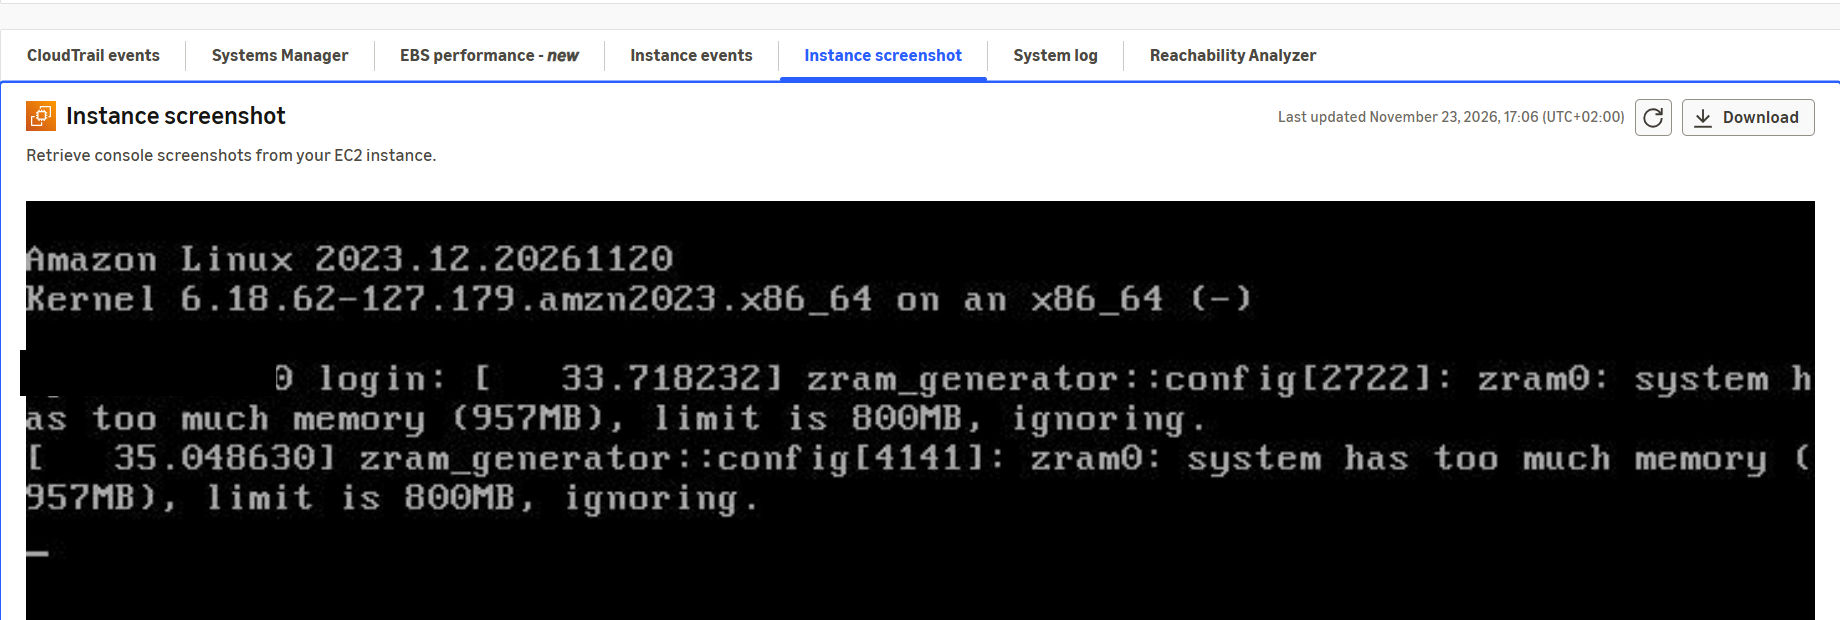 CloudTrail events Systems Manager EBS performance - new Instance events Instance screenshot System log Reachability Analyzer
Instance screenshot
Last updated November 23, 2026, 17:06 (UTC+02:00) Download
Retrieve console screenshots from your EC2 instance.
Amazon Linux 2023.12.20261120
Kernel 6.18.62-127.179.amzn2023.x86_64 on an x86_64 (-)
0 login: [   33.718232] zram_generator::config[2722]: zram0: system h
as too much memory (957MB), limit is 800MB, ignoring.
[   35.048630] zram_generator::config[4141]: zram0: system has too much memory (
957MB), limit is 800MB, ignoring.
_